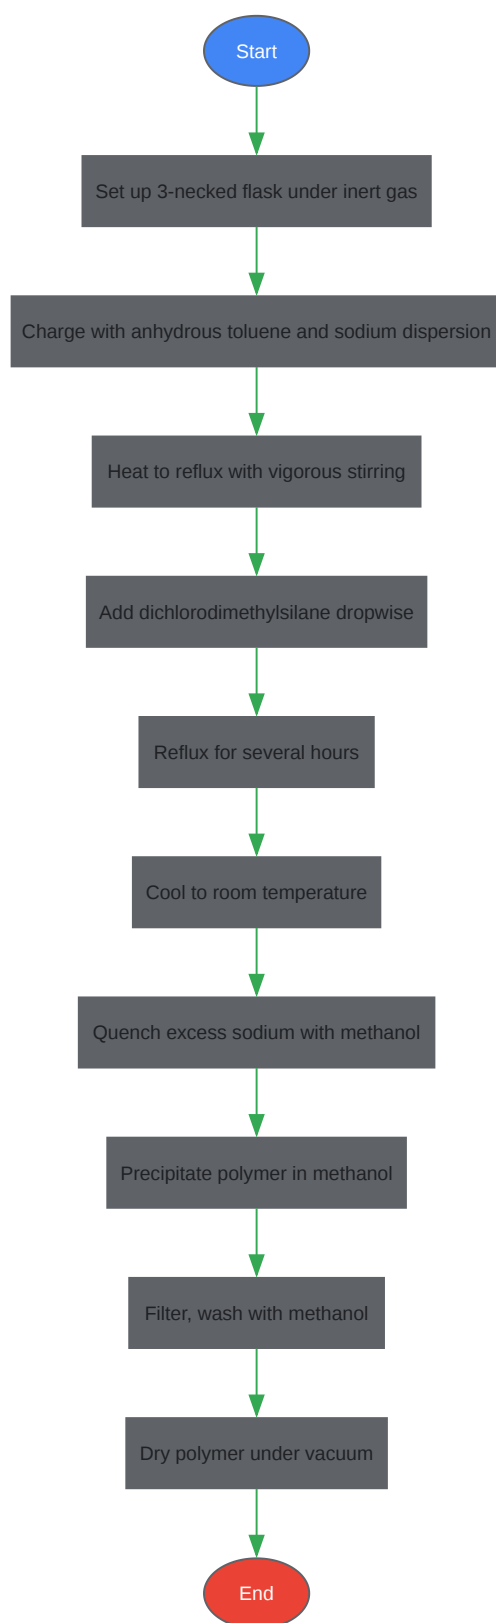 Start
Set up 3-necked flask under inert gas
Charge with anhydrous toluene and sodium dispersion
Heat to reflux with vigorous stirring
Add dichlorodimethylsilane dropwise
Reflux for several hours
Cool to room temperature
Quench excess sodium with methanol
Precipitate polymer in methanol
Filter, wash with methanol
Dry polymer under vacuum
End